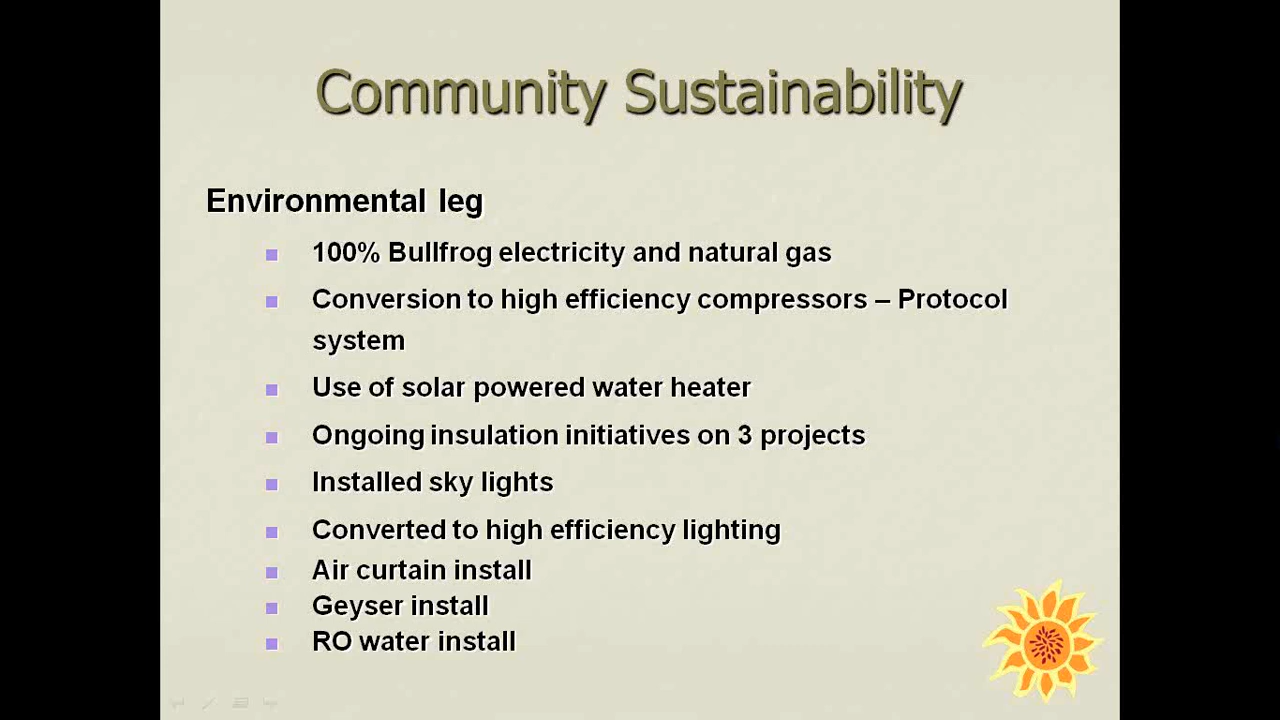 Community Sustainability
Environmental leg
100% Bullfrog electricity and natural gas
Conversion to high efficiency compressors – Protocol
system
Use of solar powered water heater
Ongoing insulation initiatives on 3 projects
Installed sky lights
Converted to high efficiency lighting
Air curtain install
Geyser install
RO water install